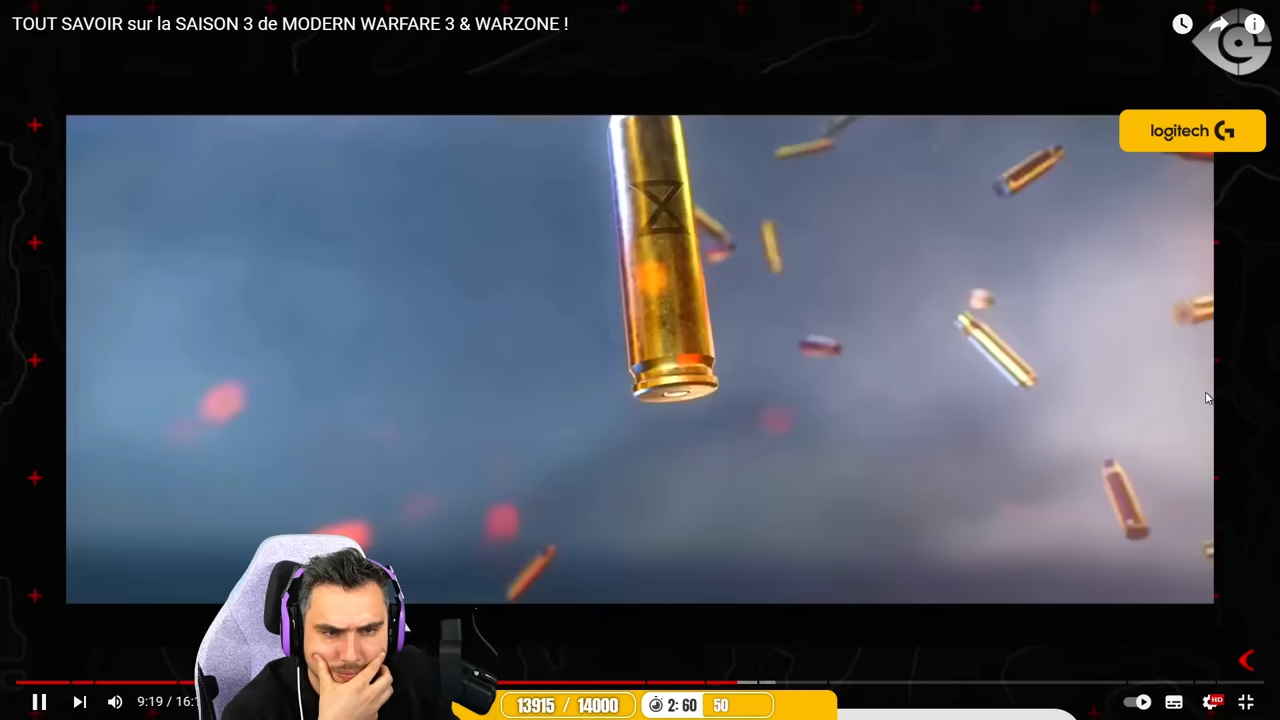 TOUT SAVOIR sur la SAISON 3 de MODERN WARFARE 3 & WARZONE !
logitech G
9:19 / 16:
13915 / 14000
2: 60
50
HD